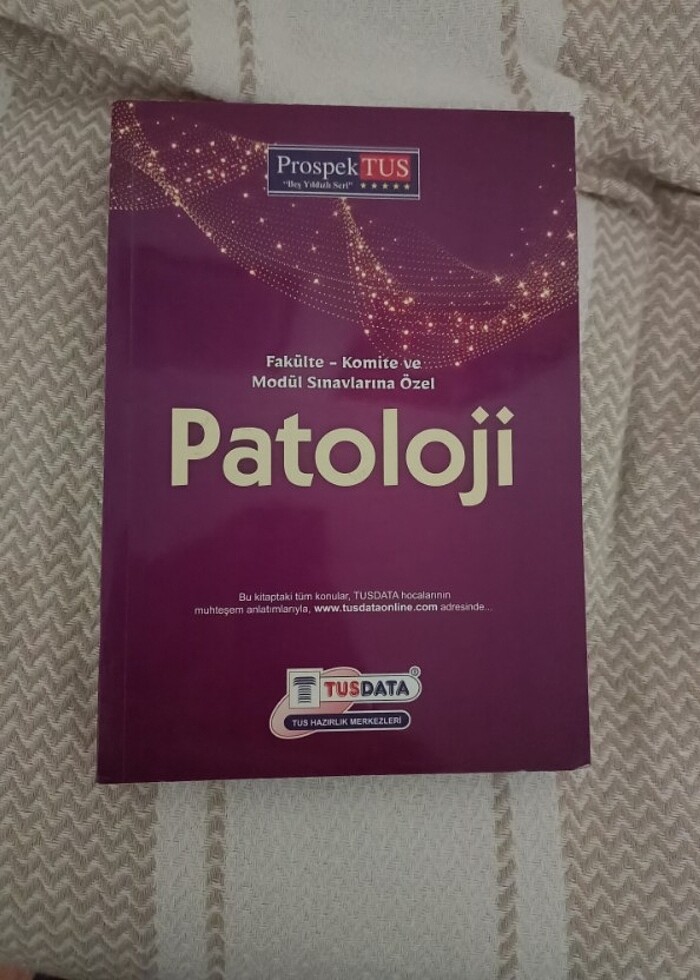 ProspekTUS
"Beş Yıldızlı Seri"
Fakülte - Komite ve
Modül Sınavlarına Özel
Patoloji
Bu kitaptaki tüm konular, TUSDATA hocalarının
muhteşem anlatımlarıyla, www.tusdataonline.com adresinde...
TUSDATA
TUS HAZIRLIK MERKEZLERİ